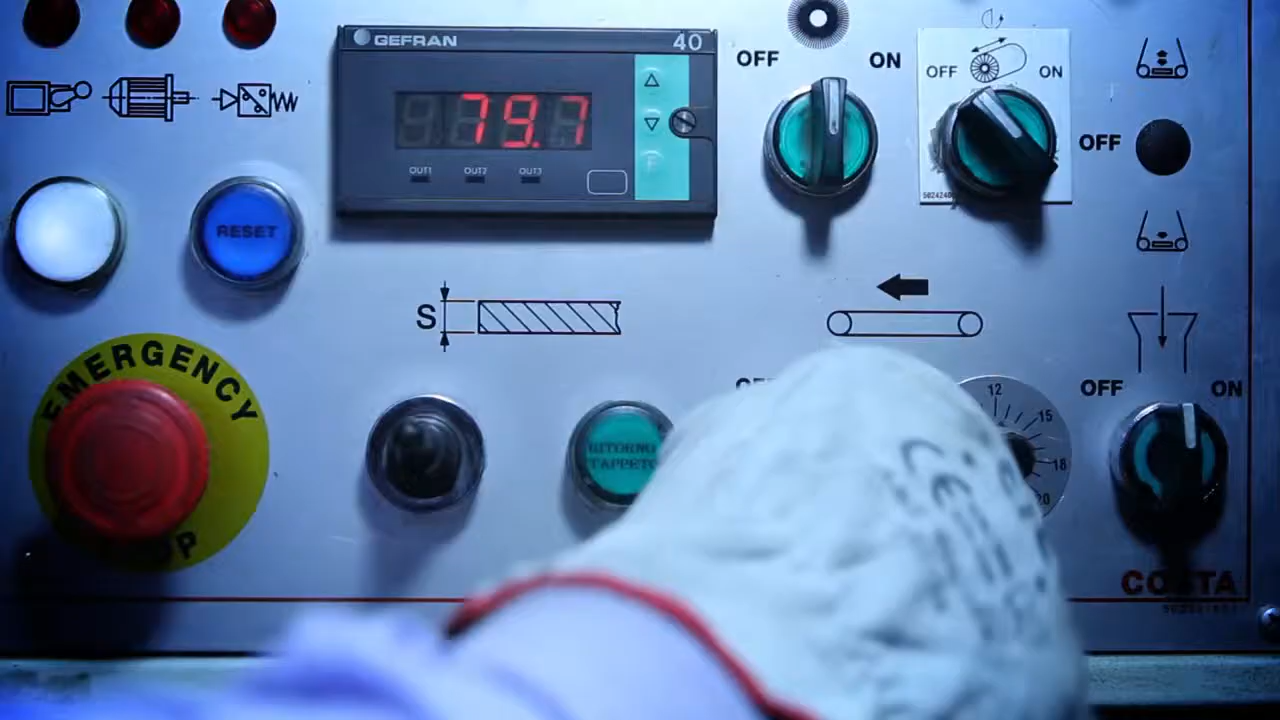 GEFRAN
40
OFF
ON
OFF
ON
79.7
OUT1
OUT2
OUT3
F
OFF
RESET
S
EMERGENCY
12
15
18
20
OFF
ON
RITORNO
TAPPETO
COSTA